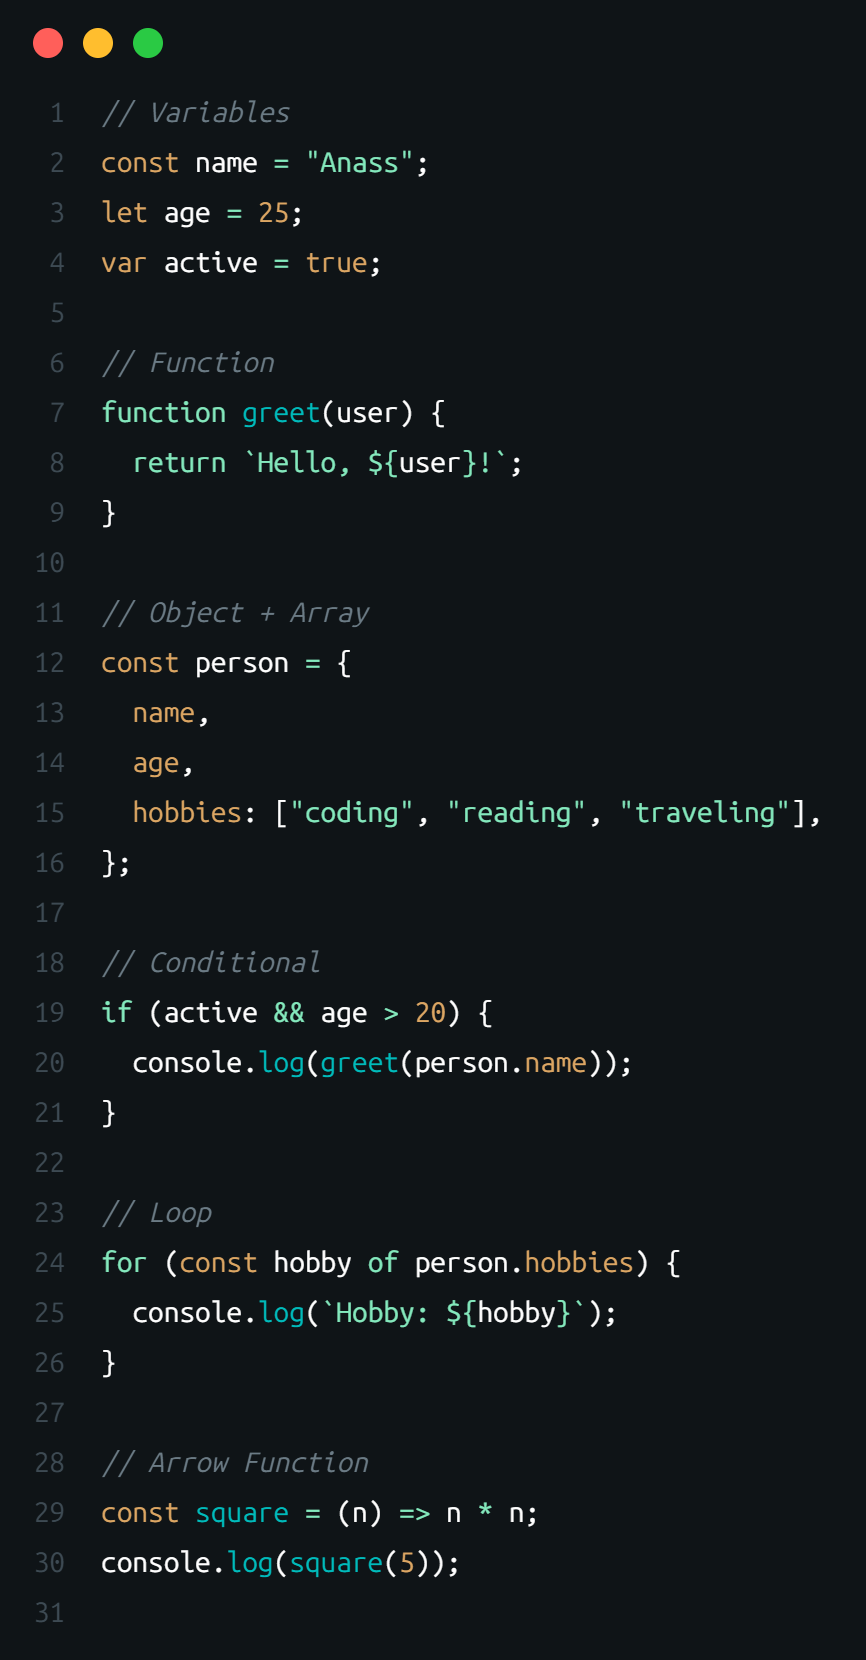 1 // Variables
2 const name = "Anass";
3 let age = 25;
4 var active = true;
5
6 // Function
7 function greet(user) {
8   return `Hello, ${user}!`;
9 }
10
11 // Object + Array
12 const person = {
13   name,
14   age,
15   hobbies: ["coding", "reading", "traveling"],
16 };
17
18 // Conditional
19 if (active && age > 20) {
20   console.log(greet(person.name));
21 }
22
23 // Loop
24 for (const hobby of person.hobbies) {
25   console.log(`Hobby: ${hobby}`);
26 }
27
28 // Arrow Function
29 const square = (n) => n * n;
30 console.log(square(5));
31